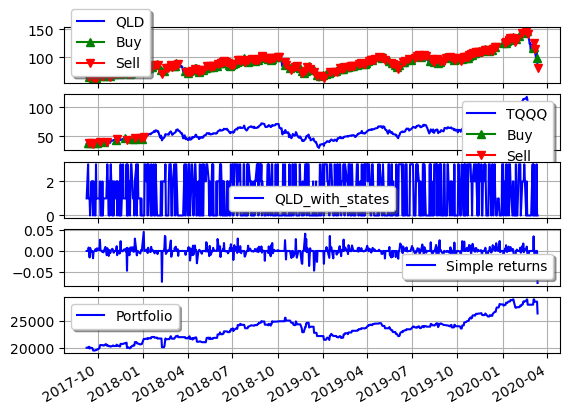 150
100
QLD
Buy
Sell
100
50
TQQQ
Buy
Sell
2
0
QLD_with_states
0.05
0.00
−0.05
Simple returns
25000
20000
Portfolio
2017-10
2018-01
2018-04
2018-07
2018-10
2019-01
2019-04
2019-07
2019-10
2020-01
2020-04